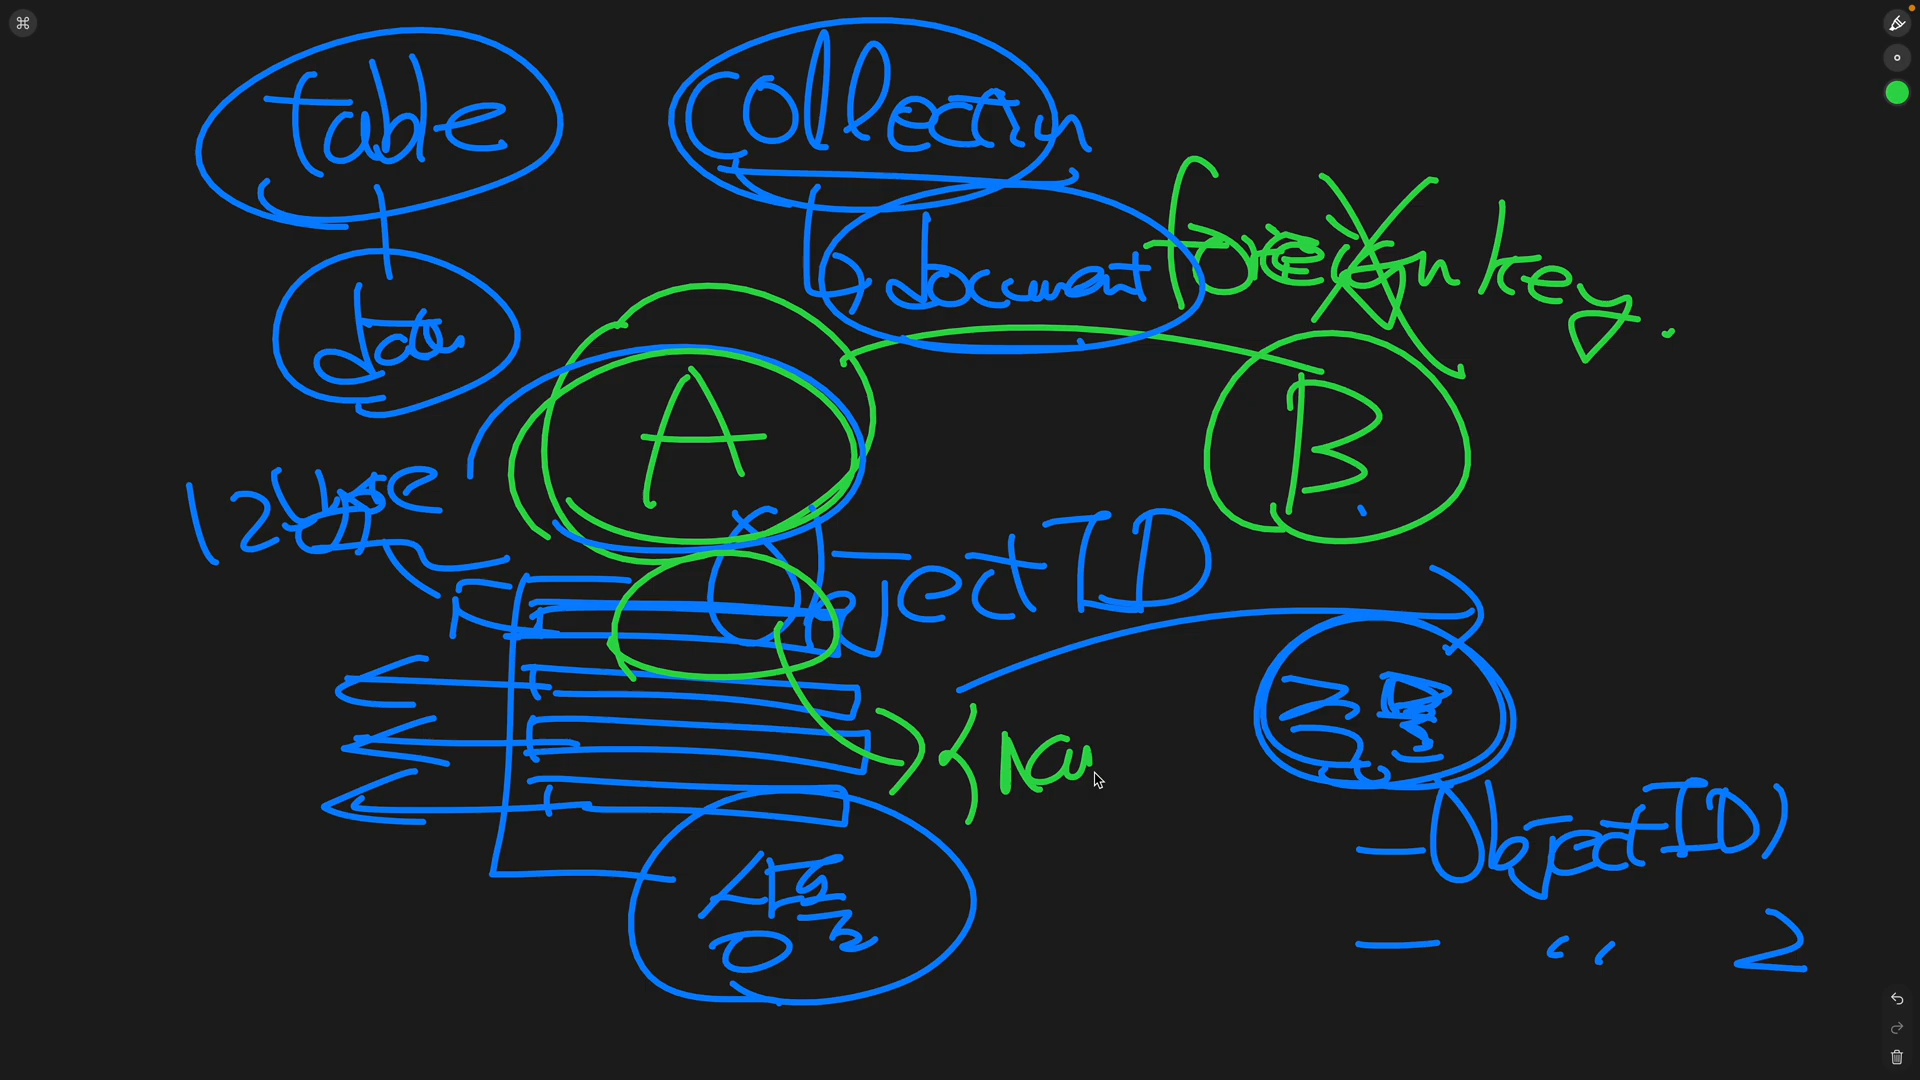 table
Collection
document
foreign key.
data
A
B
12byte
ObjectID
{ Na
ObjectID)
" 2